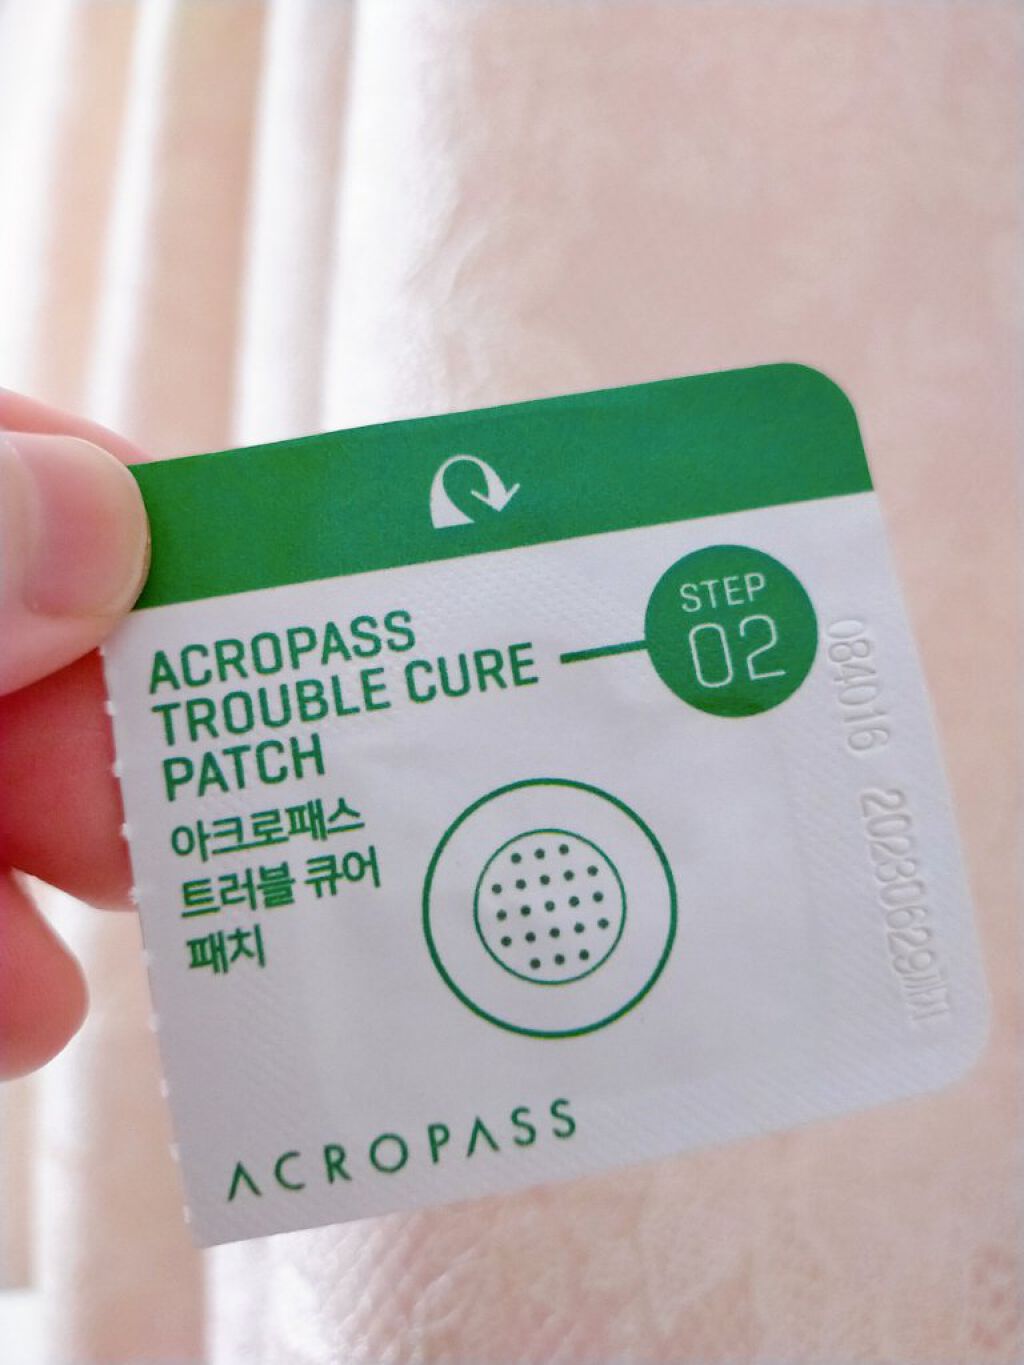 STEP
02
ACROPASS
TROUBLE CURE
PATCH
아크로패스
트러블 큐어
패치
084016 20230629까지
ACROPASS